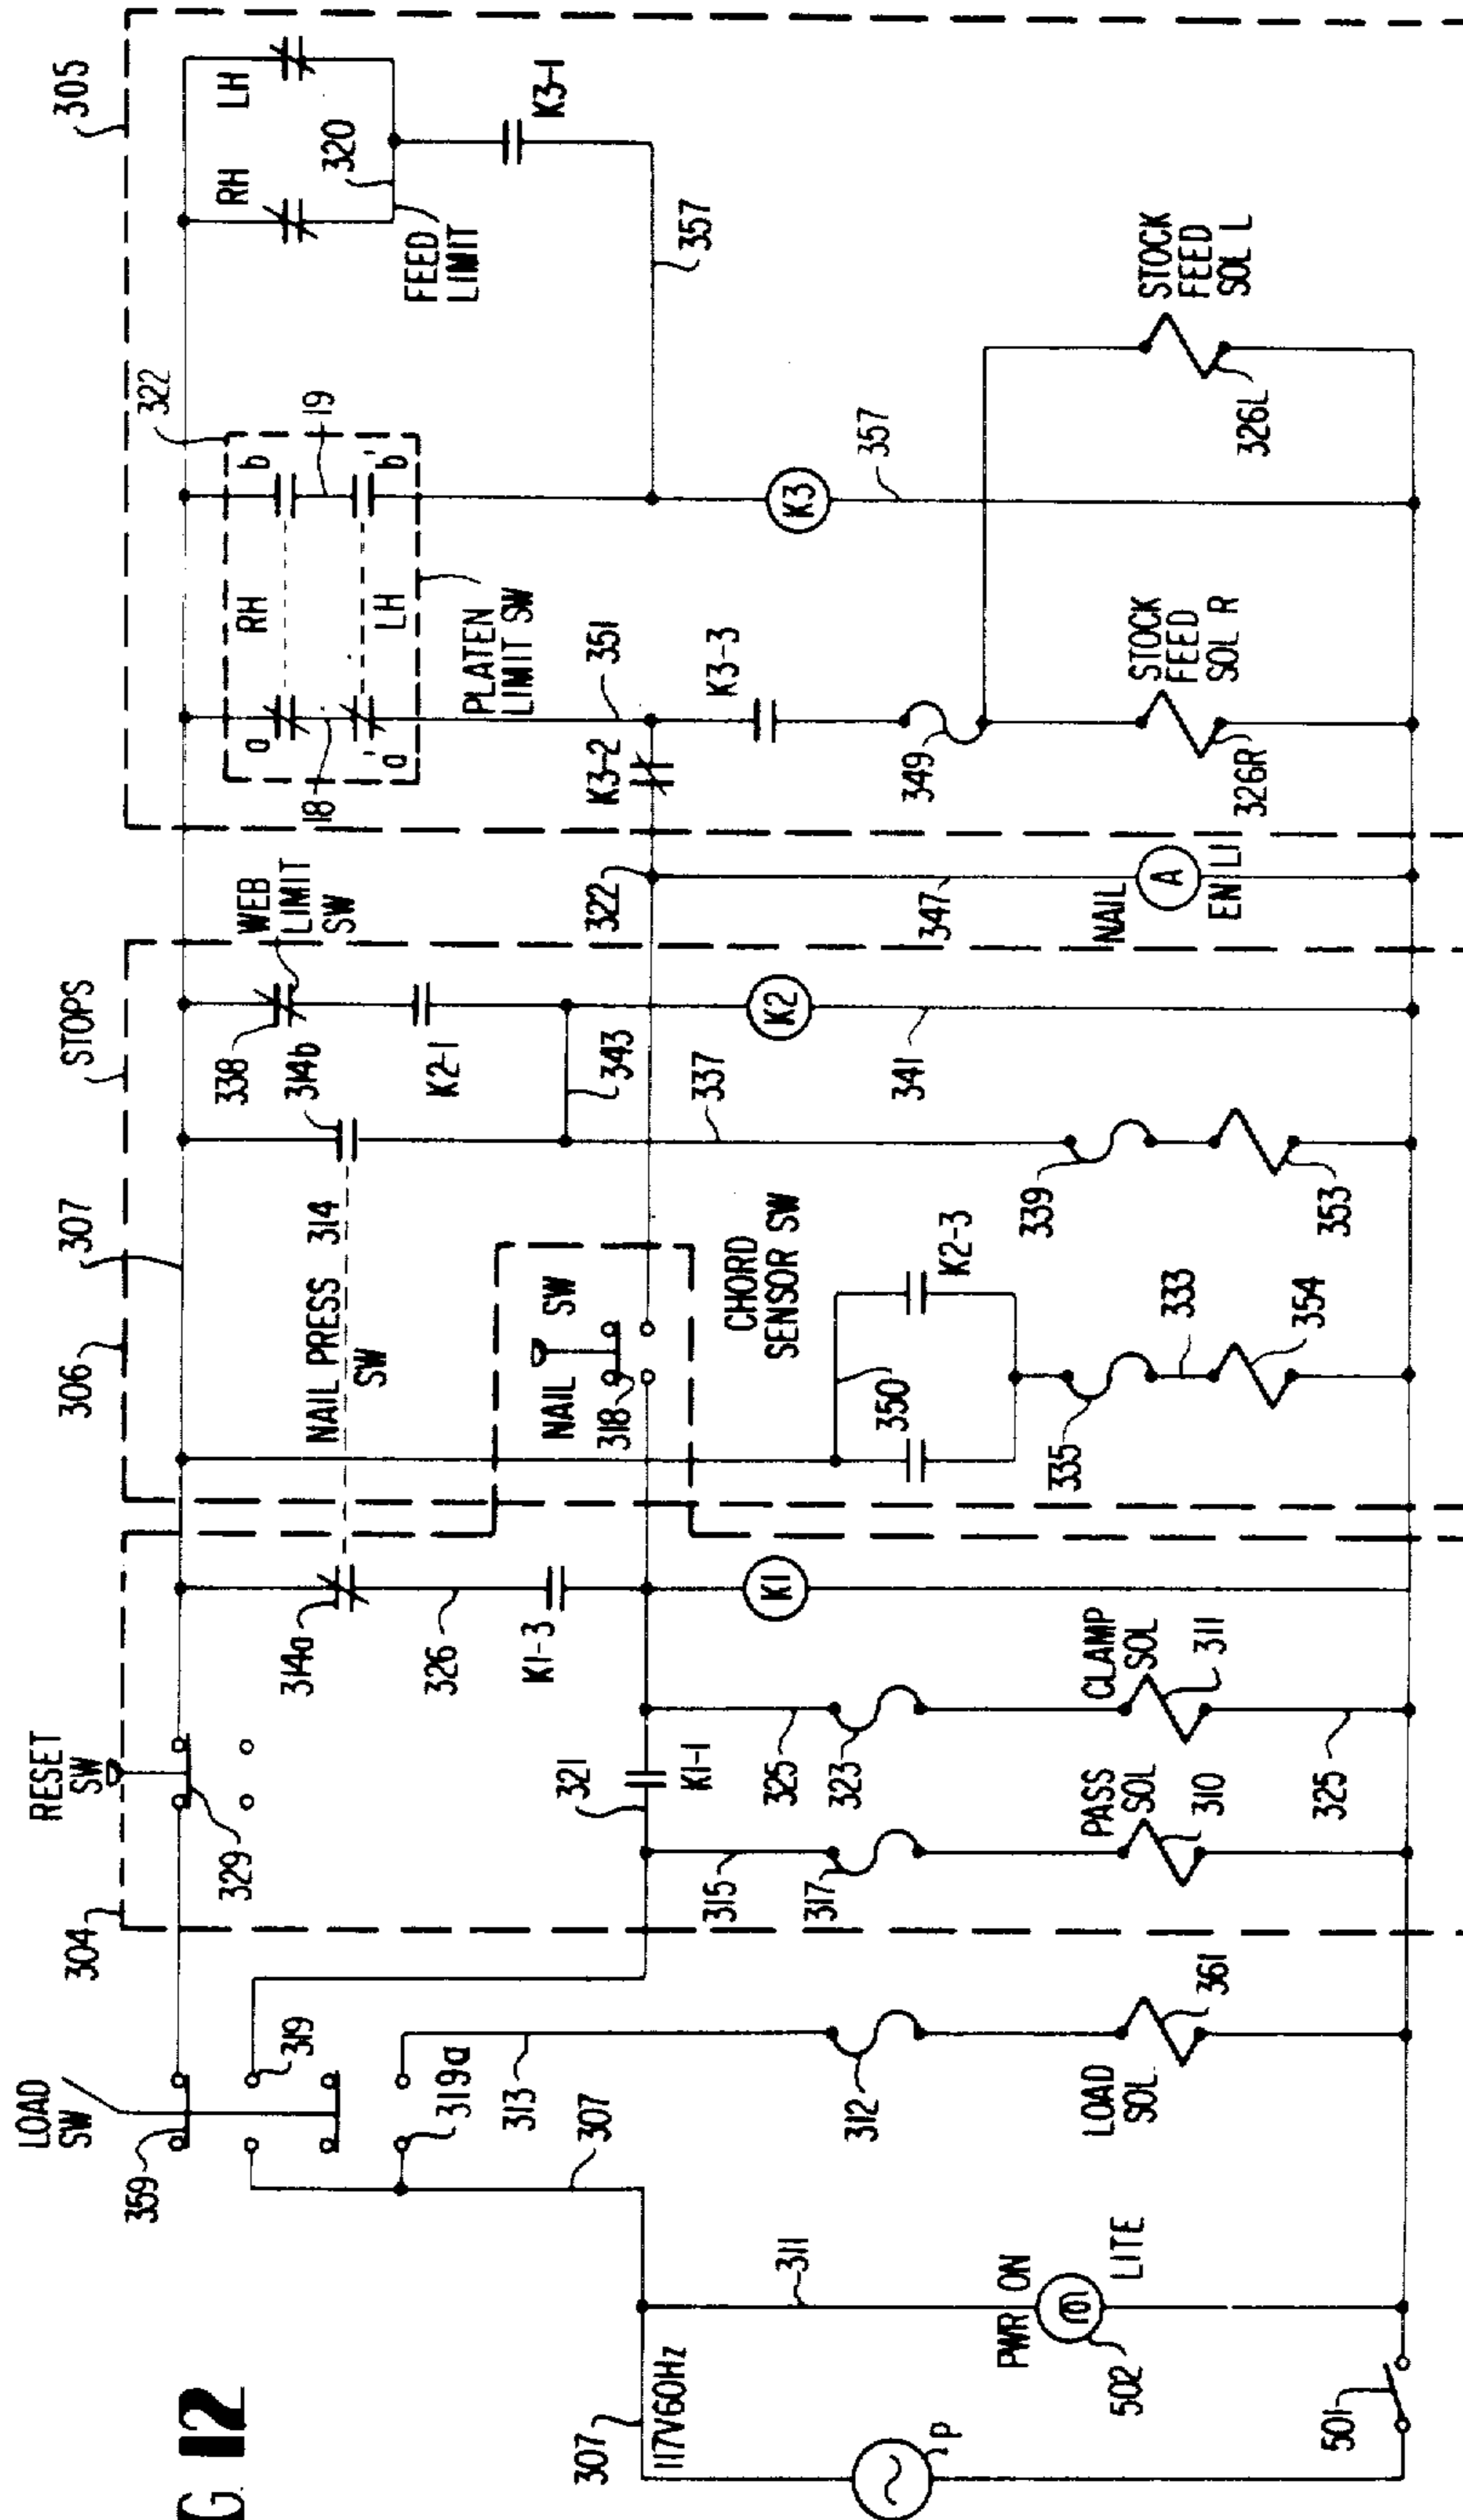 G 12
307
117V60Hz
P
501
PWR ON
LITE
502
311
307
LOAD
SW
359
319
319a
313
312
LOAD
SOL
361
304
RESET
SW
329
321
K1-1
315
317
PASS
SOL
310
325
323
CLAMP
SOL
311
325
314a
326
K1-3
K1
306
307
STOPS
NAIL PRESS 314
SW
NAIL SW
318
CHORD
SENSOR SW
350
K2-3
335
333
354
314b
338
WEB
LIMIT
SW
K2-1
343
337
339
353
K2
341
322
347
NAIL
A
EN LI
305
322
RH
LH
a
a'
b
b'
18
19
PLATEN
LIMIT SW
351
K3-2
K3-3
349
STOCK
FEED
SOL R
326R
K3
357
STOCK
FEED
SOL L
326L
RH
LH
320
FEED
LIMIT
K3-1
357